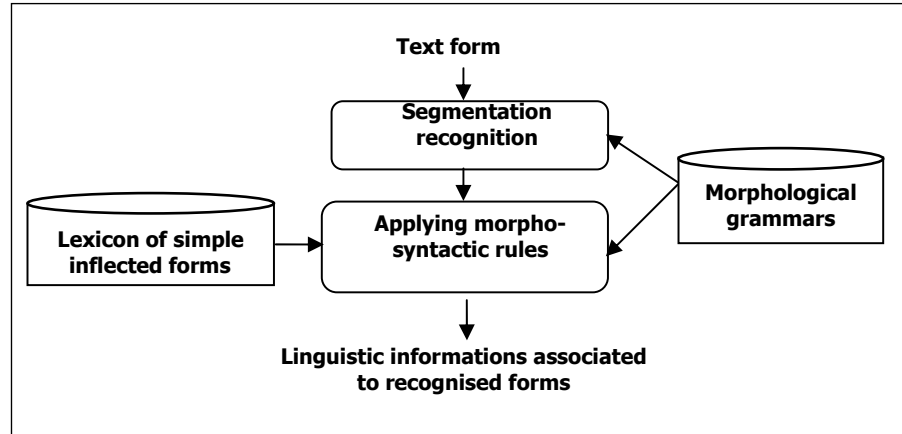 Text form
Segmentation
recognition
Morphological
grammars
Lexicon of simple
inflected forms
Applying morpho-
syntactic rules
Linguistic informations associated
to recognised forms